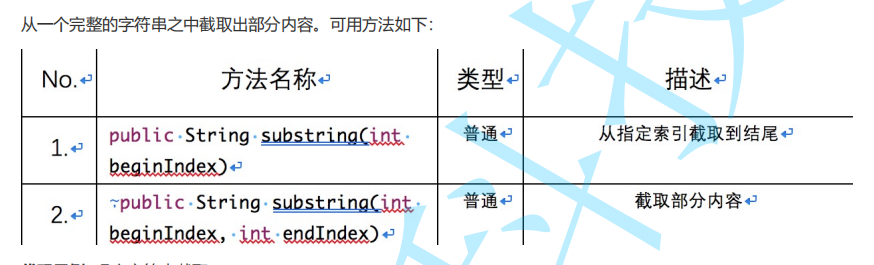 从一个完整的字符串之中截取出部分内容。可用方法如下：
No. 方法名称 类型 描述
1. public String substring(int beginIndex) 普通 从指定索引截取到结尾
2. ~public String substring(int beginIndex, int endIndex) 普通 截取部分内容